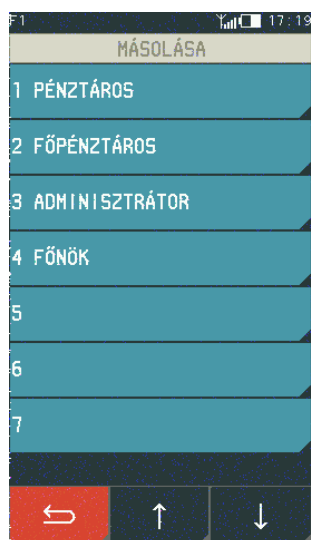 F1 17:19
MÁSOLÁSA
1 PÉNZTÁROS
2 FŐPÉNZTÁROS
3 ADMINISZTRÁTOR
4 FŐNÖK
5
6
7